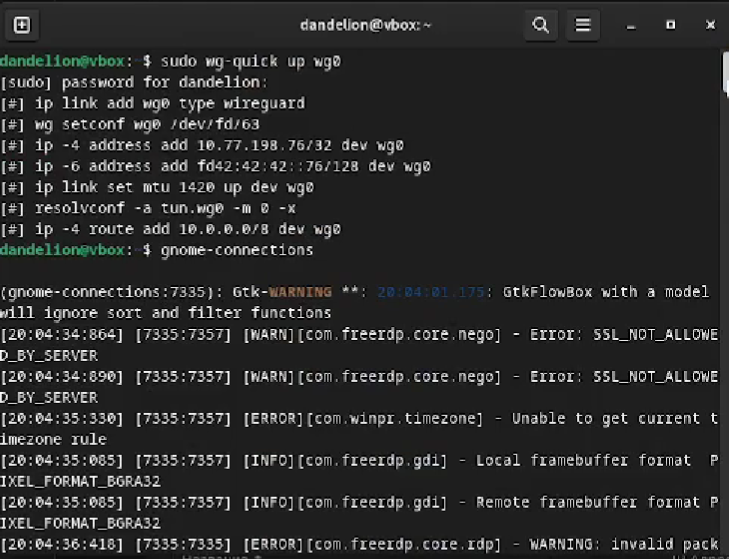 dandelion@vbox:~
dandelion@vbox:~$ sudo wg-quick up wg0
[sudo] password for dandelion:
[#] ip link add wg0 type wireguard
[#] wg setconf wg0 /dev/fd/63
[#] ip -4 address add 10.77.198.76/32 dev wg0
[#] ip -6 address add fd42:42:42::76/128 dev wg0
[#] ip link set mtu 1420 up dev wg0
[#] resolvconf -a tun.wg0 -m 0 -x
[#] ip -4 route add 10.0.0.0/8 dev wg0
dandelion@vbox:~$ gnome-connections
(gnome-connections:7335): Gtk-WARNING **: 20:04:01.175: GtkFlowBox with a model
will ignore sort and filter functions
[20:04:34:864] [7335:7357] [WARN][com.freerdp.core.nego] - Error: SSL_NOT_ALLOWE
D_BY_SERVER
[20:04:34:890] [7335:7357] [WARN][com.freerdp.core.nego] - Error: SSL_NOT_ALLOWE
D_BY_SERVER
[20:04:35:330] [7335:7357] [ERROR][com.winpr.timezone] - Unable to get current t
imezone rule
[20:04:35:085] [7335:7357] [INFO][com.freerdp.gdi] - Local framebuffer format  P
IXEL_FORMAT_BGRA32
[20:04:35:085] [7335:7357] [INFO][com.freerdp.gdi] - Remote framebuffer format P
IXEL_FORMAT_BGRA32
[20:04:36:418] [7335:7335] [ERROR][com.freerdp.core.rdp] - WARNING: invalid pack